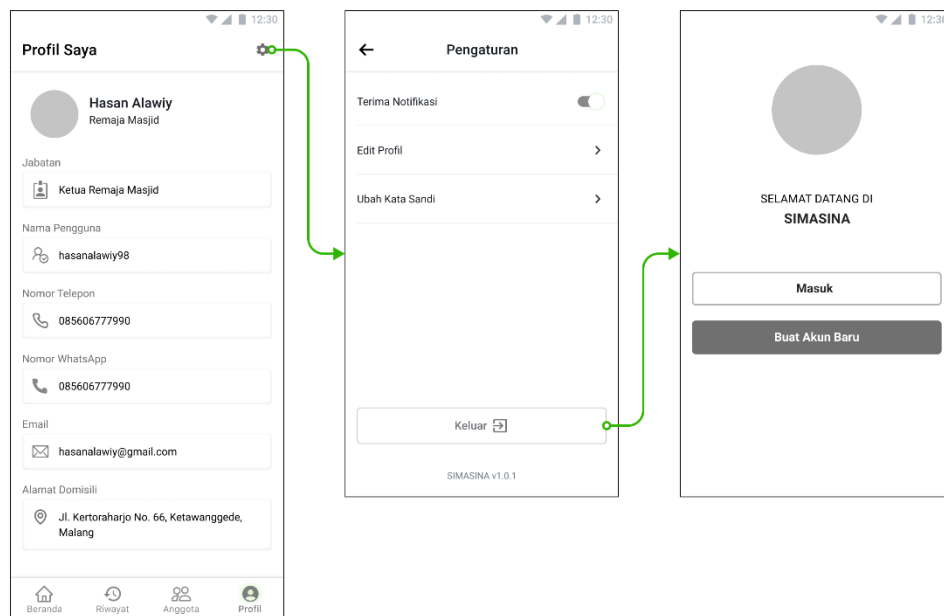 12:30
Profil Saya
Hasan Alawiy
Remaja Masjid
Jabatan
Ketua Remaja Masjid
Nama Pengguna
hasanalawiy98
Nomor Telepon
085606777990
Nomor WhatsApp
085606777990
Email
hasanalawiy@gmail.com
Alamat Domisili
Jl. Kertoraharjo No. 66, Ketawanggede,
Malang
Beranda
Riwayat
Anggota
Profil
12:30
Pengaturan
Terima Notifikasi
Edit Profil
Ubah Kata Sandi
Keluar
SIMASINA v1.0.1
12:30
SELAMAT DATANG DI
SIMASINA
Masuk
Buat Akun Baru